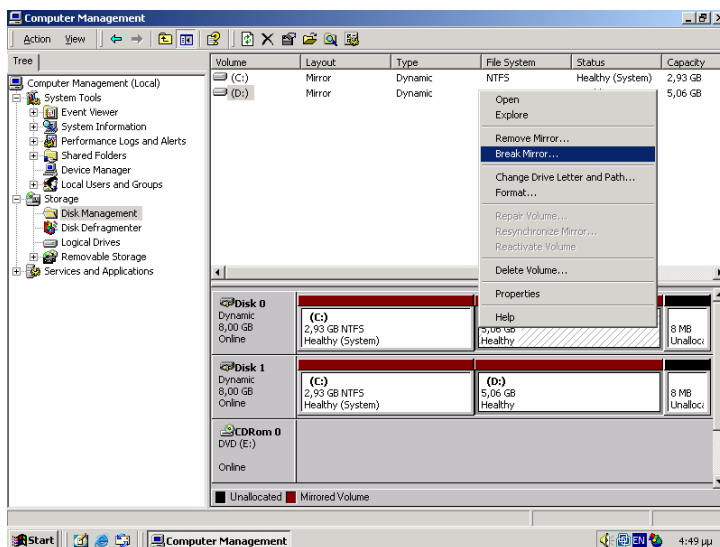 Computer Management
Action View
Tree
Computer Management (Local)
System Tools
Event Viewer
System Information
Performance Logs and Alerts
Shared Folders
Device Manager
Local Users and Groups
Storage
Disk Management
Disk Defragmenter
Logical Drives
Removable Storage
Services and Applications
Volume Layout Type File System Status Capacity
(C:) Mirror Dynamic NTFS Healthy (System) 2,93 GB
(D:) Mirror Dynamic 5,06 GB
Open
Explore
Remove Mirror...
Break Mirror...
Change Drive Letter and Path...
Format...
Repair Volume...
Resynchronize Mirror...
Reactivate Volume
Delete Volume...
Properties
Help
Disk 0
Dynamic
8,00 GB
Online
(C:)
2,93 GB NTFS
Healthy (System)
5,06 GB
Healthy
8 MB
Unalloca
Disk 1
Dynamic
8,00 GB
Online
(C:)
2,93 GB NTFS
Healthy (System)
(D:)
5,06 GB
Healthy
8 MB
Unalloca
CDRom 0
DVD (E:)
Online
Unallocated Mirrored Volume
Start Computer Management EN 4:49 μμ